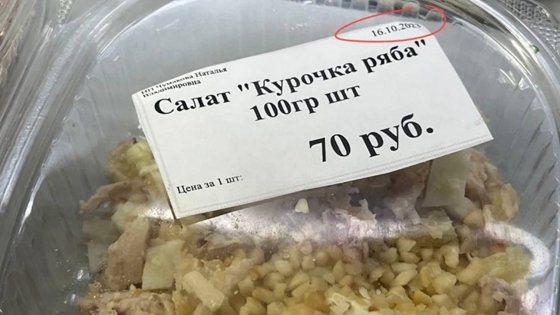 16.10.2023
ИП Чумакова Наталья
Владимировна
Салат "Курочка ряба"
100гр шт
70 руб.
Цена за 1 шт: